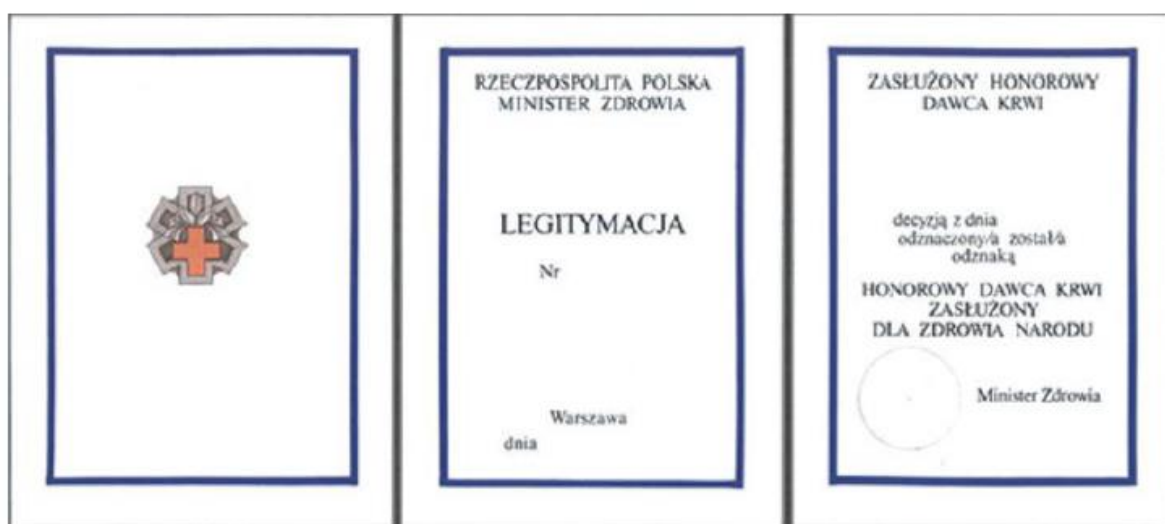 RZECZPOSPOLITA POLSKA
MINISTER ZDROWIA
LEGITYMACJA
Nr
Warszawa
dnia
ZASŁUŻONY HONOROWY
DAWCA KRWI
decyzją z dnia
odznaczony/a został/a
odznaką
HONOROWY DAWCA KRWI
ZASŁUŻONY
DLA ZDROWIA NARODU
Minister Zdrowia